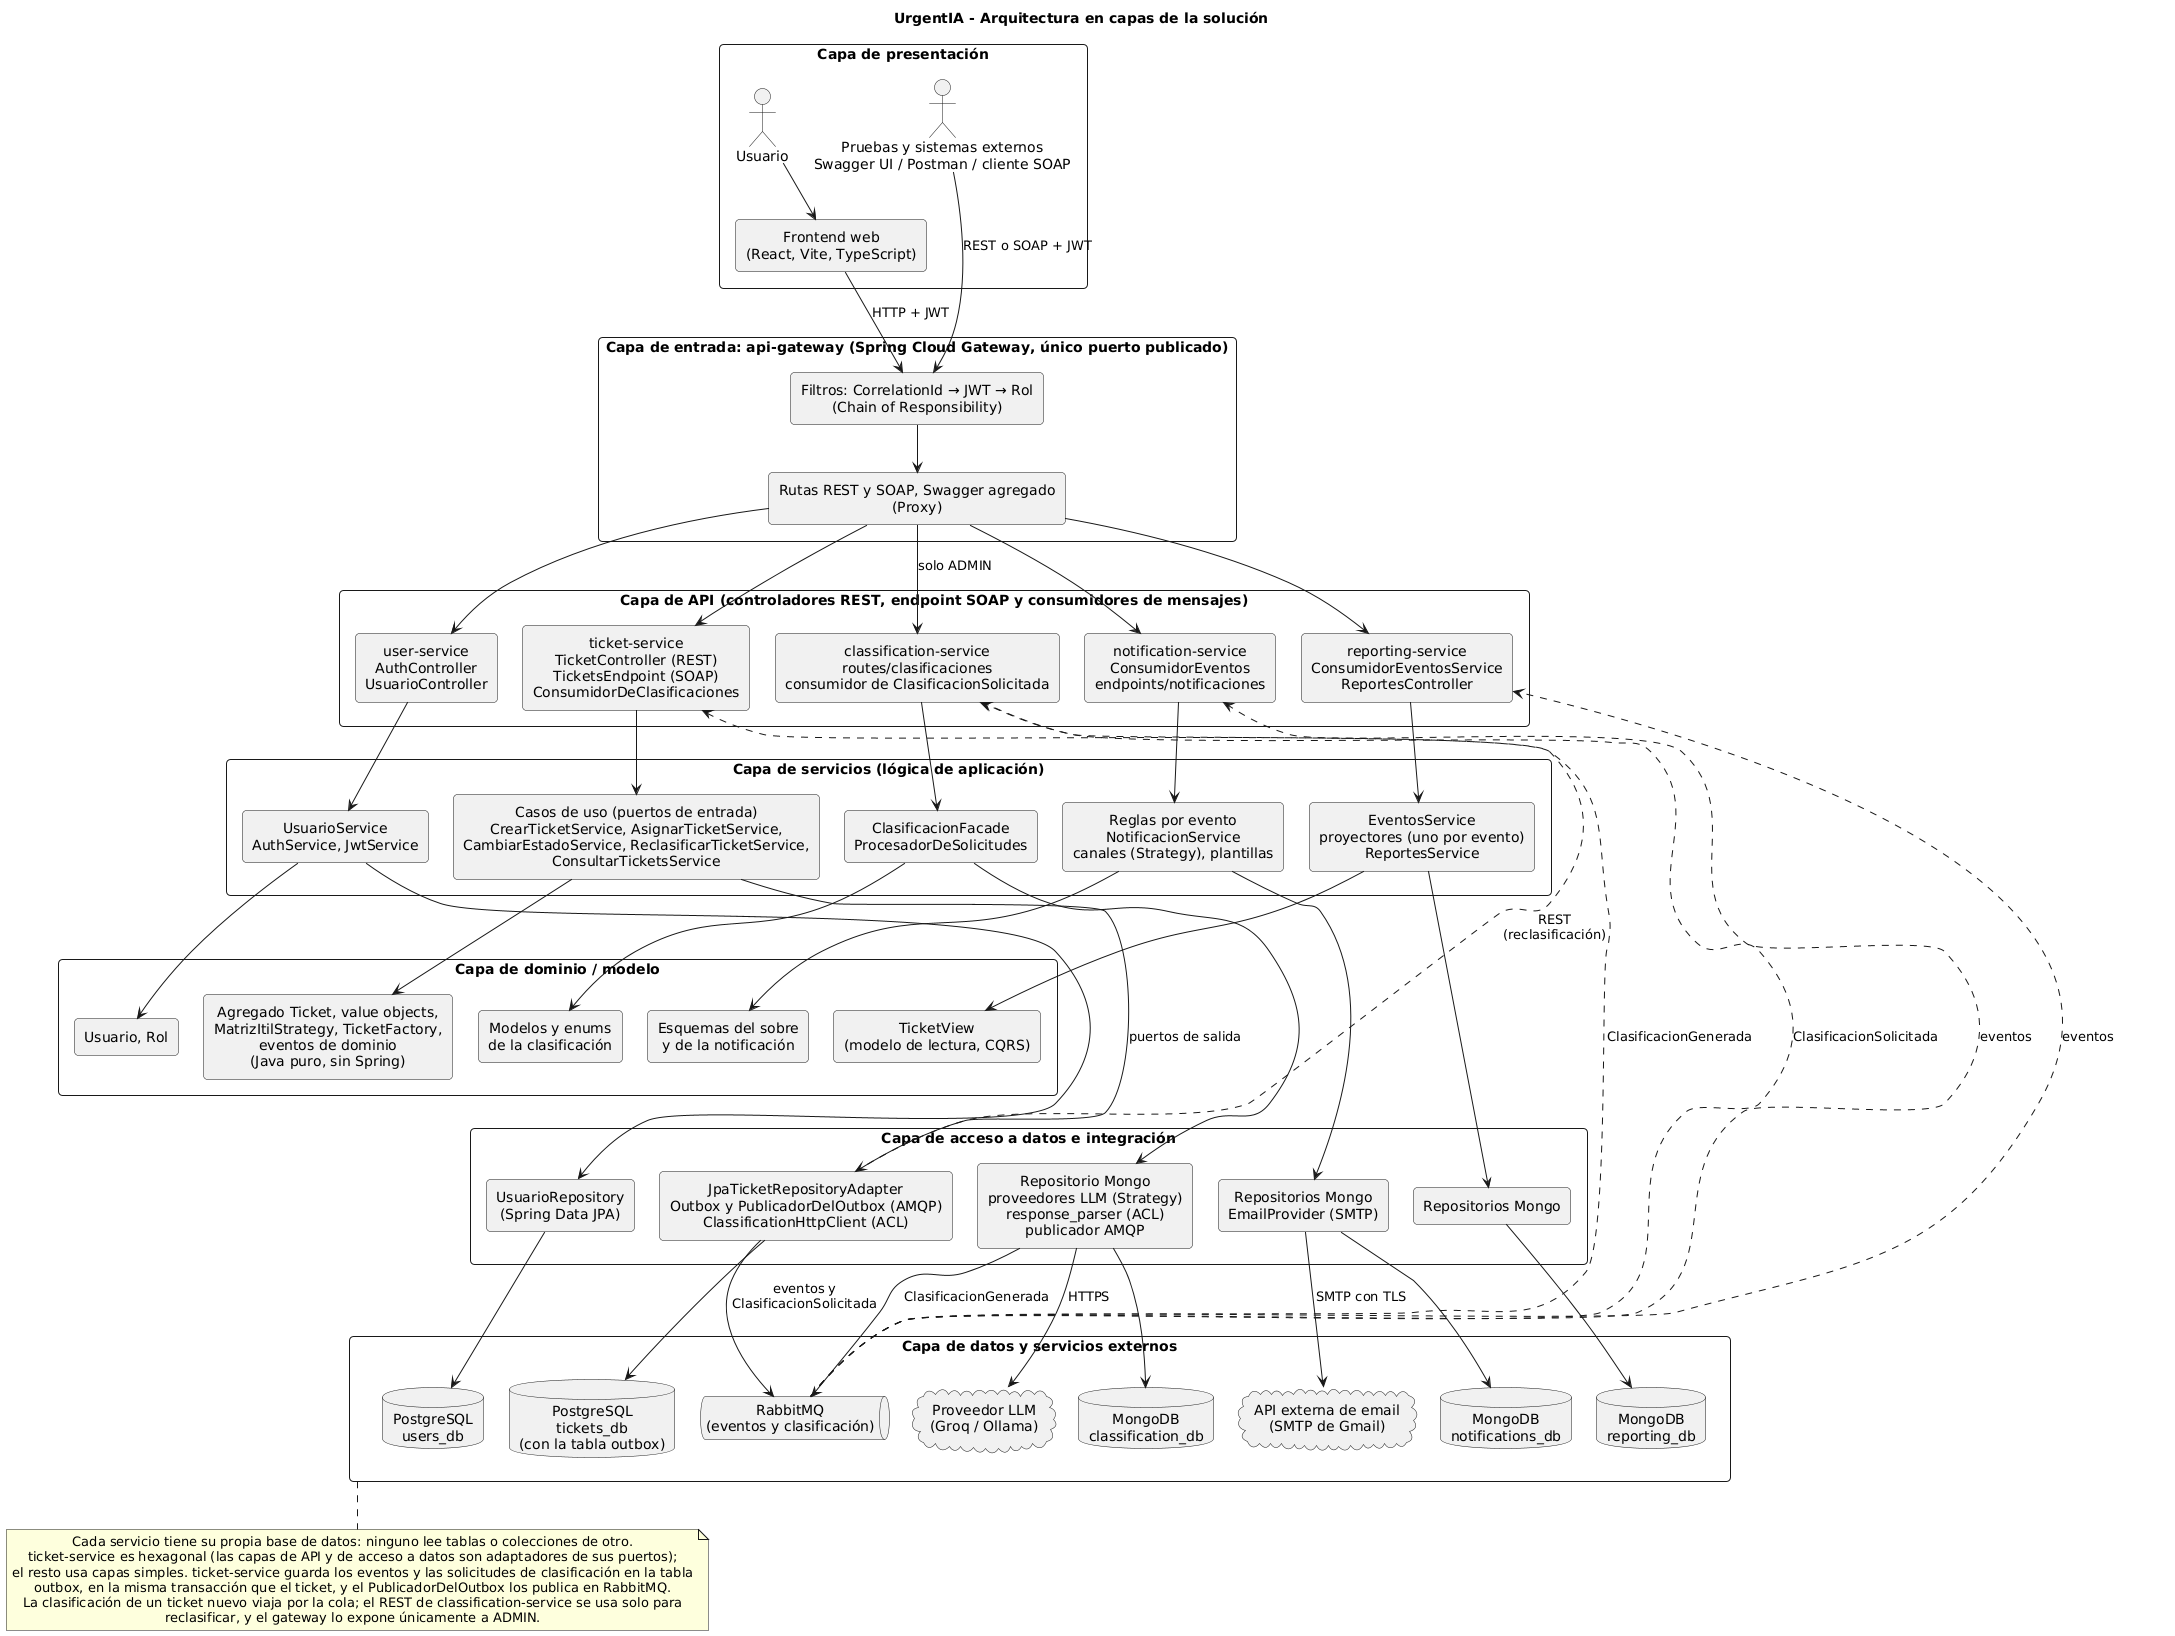 UrgentIA - Arquitectura en capas de la solución
Capa de presentación
Usuario
Pruebas y sistemas externos
Swagger UI / Postman / cliente SOAP
Frontend web
(React, Vite, TypeScript)
REST o SOAP + JWT
HTTP + JWT
Capa de entrada: api-gateway (Spring Cloud Gateway, único puerto publicado)
Filtros: CorrelationId → JWT → Rol
(Chain of Responsibility)
Rutas REST y SOAP, Swagger agregado
(Proxy)
solo ADMIN
Capa de API (controladores REST, endpoint SOAP y consumidores de mensajes)
user-service
AuthController
UsuarioController
ticket-service
TicketController (REST)
TicketsEndpoint (SOAP)
ConsumidorDeClasificaciones
classification-service
routes/clasificaciones
consumidor de ClasificacionSolicitada
notification-service
ConsumidorEventos
endpoints/notificaciones
reporting-service
ConsumidorEventosService
ReportesController
Capa de servicios (lógica de aplicación)
UsuarioService
AuthService, JwtService
Casos de uso (puertos de entrada)
CrearTicketService, AsignarTicketService,
CambiarEstadoService, ReclasificarTicketService,
ConsultarTicketsService
ClasificacionFacade
ProcesadorDeSolicitudes
Reglas por evento
NotificacionService
canales (Strategy), plantillas
EventosService
proyectores (uno por evento)
ReportesService
REST
(reclasificación)
Capa de dominio / modelo
Usuario, Rol
Agregado Ticket, value objects,
MatrizItilStrategy, TicketFactory,
eventos de dominio
(Java puro, sin Spring)
Modelos y enums
de la clasificación
Esquemas del sobre
y de la notificación
TicketView
(modelo de lectura, CQRS)
puertos de salida
ClasificacionGenerada
ClasificacionSolicitada
eventos
eventos
Capa de acceso a datos e integración
UsuarioRepository
(Spring Data JPA)
JpaTicketRepositoryAdapter
Outbox y PublicadorDelOutbox (AMQP)
ClassificationHttpClient (ACL)
Repositorio Mongo
proveedores LLM (Strategy)
response_parser (ACL)
publicador AMQP
Repositorios Mongo
EmailProvider (SMTP)
Repositorios Mongo
eventos y
ClasificacionSolicitada
ClasificacionGenerada
HTTPS
SMTP con TLS
Capa de datos y servicios externos
PostgreSQL
users_db
PostgreSQL
tickets_db
(con la tabla outbox)
RabbitMQ
(eventos y clasificación)
Proveedor LLM
(Groq / Ollama)
MongoDB
classification_db
API externa de email
(SMTP de Gmail)
MongoDB
notifications_db
MongoDB
reporting_db
Cada servicio tiene su propia base de datos: ninguno lee tablas o colecciones de otro.
ticket-service es hexagonal (las capas de API y de acceso a datos son adaptadores de sus puertos);
el resto usa capas simples. ticket-service guarda los eventos y las solicitudes de clasificación en la tabla
outbox, en la misma transacción que el ticket, y el PublicadorDelOutbox los publica en RabbitMQ.
La clasificación de un ticket nuevo viaja por la cola; el REST de classification-service se usa solo para
reclasificar, y el gateway lo expone únicamente a ADMIN.